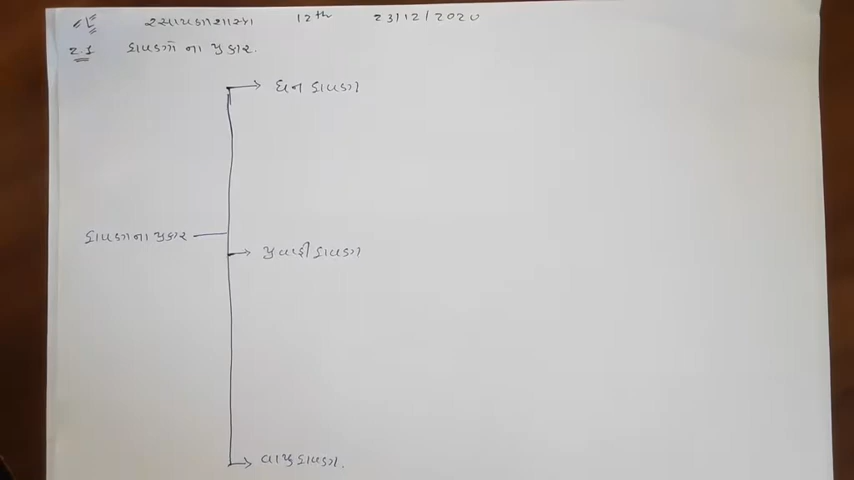 રસાયણશાસ્ત્ર 12th 23/12/2020
2.1 દ્રાવણો ના પ્રકાર.
ઘન દ્રાવણો
દ્રાવણના પ્રકાર
પ્રવાહી દ્રાવણો
વાયુ દ્રાવણો.